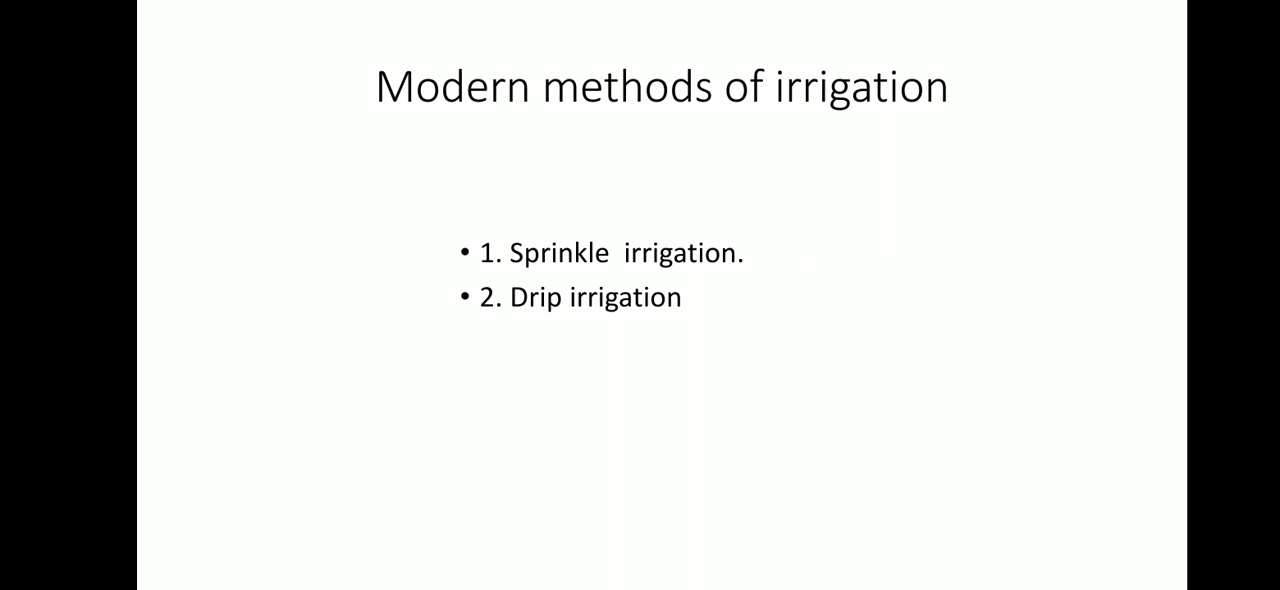 Modern methods of irrigation
• 1. Sprinkle  irrigation.
• 2. Drip irrigation